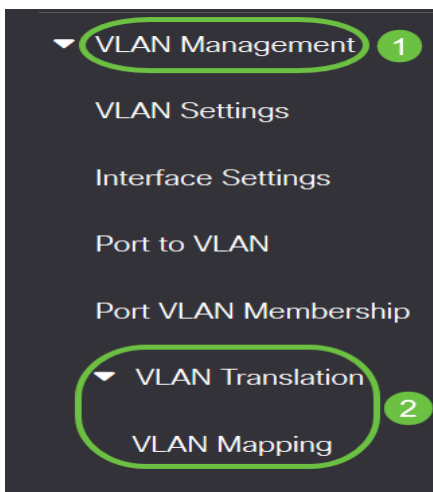 VLAN Management 1
VLAN Settings
Interface Settings
Port to VLAN
Port VLAN Membership
VLAN Translation
2
VLAN Mapping